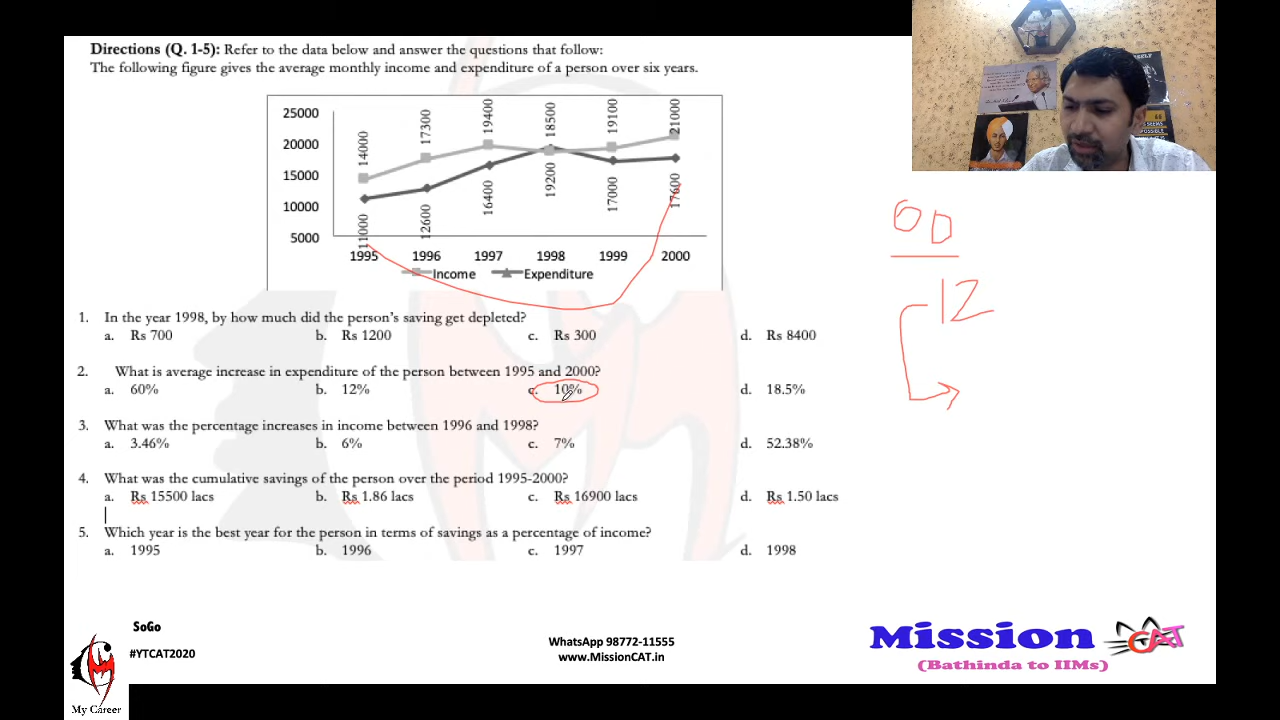 Directions (Q. 1-5): Refer to the data below and answer the questions that follow:
The following figure gives the average monthly income and expenditure of a person over six years.
25000
20000
15000
10000
5000
14000
17300
19400
18500
19100
21000
11000
12600
16400
19200
17000
17600
1995 1996 1997 1998 1999 2000
Income Expenditure
1. In the year 1998, by how much did the person's saving get depleted?
a. Rs 700 b. Rs 1200 c. Rs 300 d. Rs 8400
2. What is average increase in expenditure of the person between 1995 and 2000?
a. 60% b. 12% c. 10% d. 18.5%
3. What was the percentage increases in income between 1996 and 1998?
a. 3.46% b. 6% c. 7% d. 52.38%
4. What was the cumulative savings of the person over the period 1995-2000?
a. Rs 15500 lacs b. Rs 1.86 lacs c. Rs 16900 lacs d. Rs 1.50 lacs
5. Which year is the best year for the person in terms of savings as a percentage of income?
a. 1995 b. 1996 c. 1997 d. 1998
60
12
SoGo
#YTCAT2020
My Career
WhatsApp 98772-11555
www.MissionCAT.in
Mission CAT
(Bathinda to IIMs)